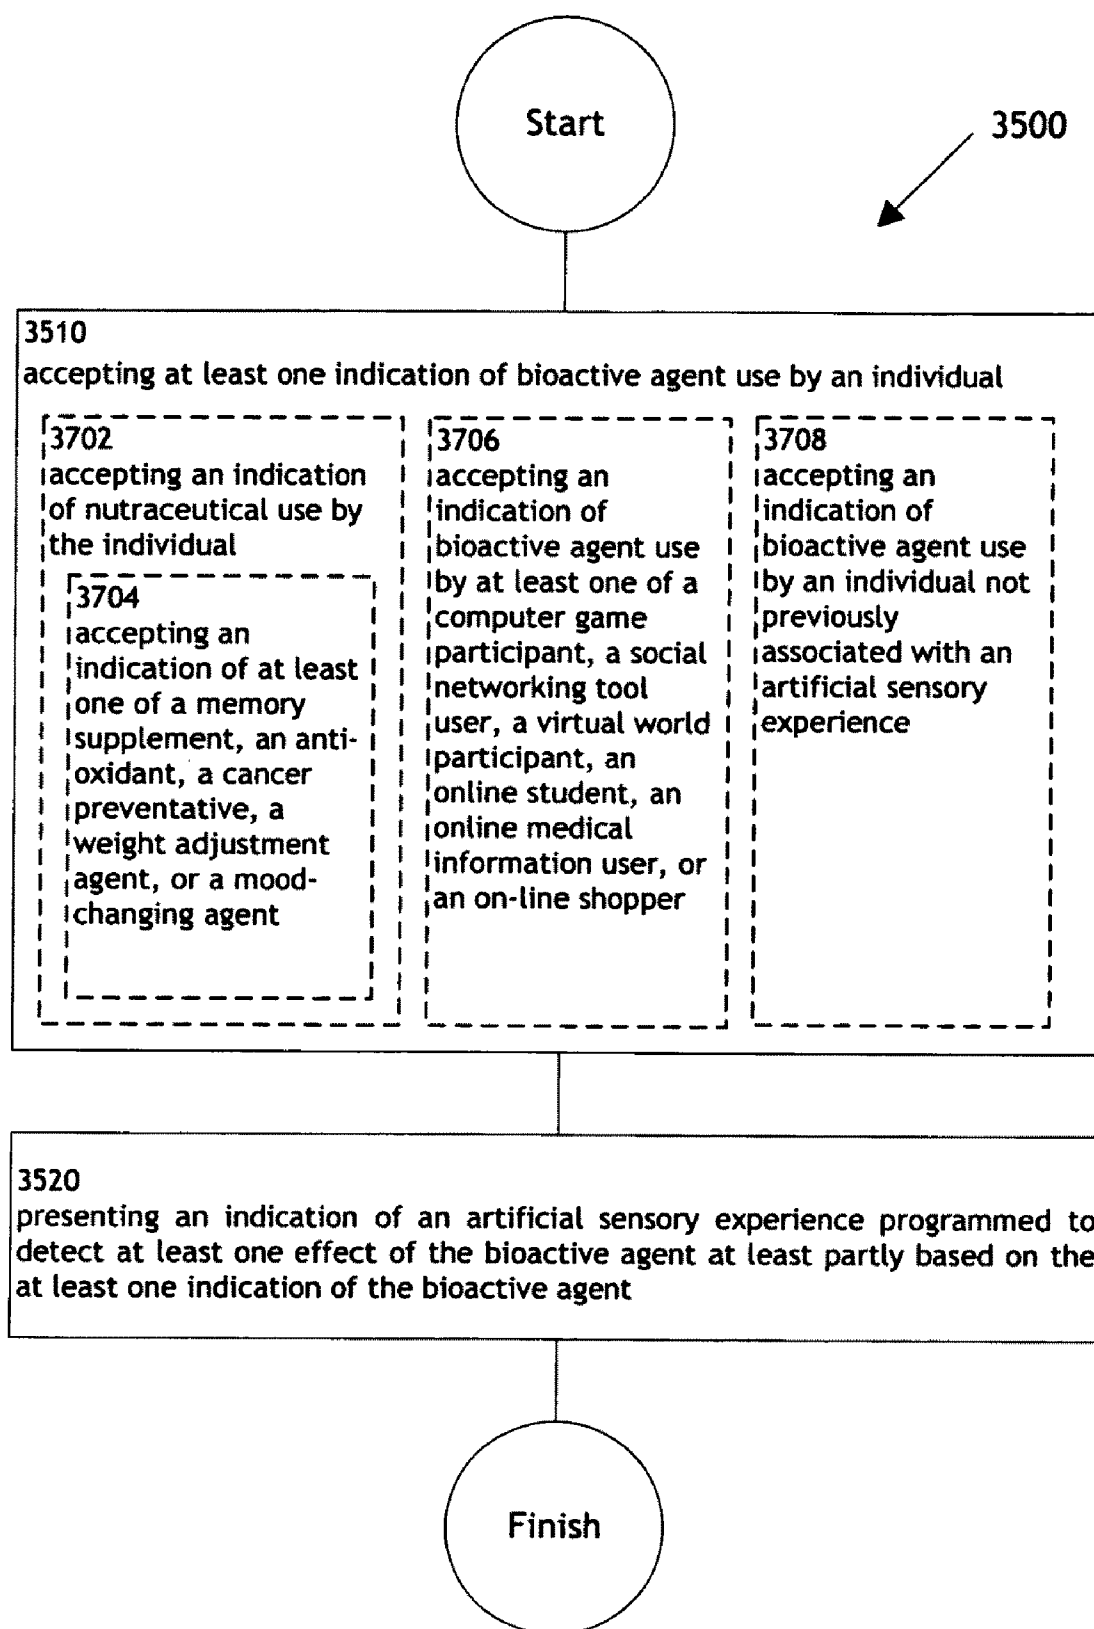 Start
3500
3510
accepting at least one indication of bioactive agent use by an individual
3702
accepting an indication
of nutraceutical use by
the individual
3704
accepting an
indication of at least
one of a memory
supplement, an anti-
oxidant, a cancer
preventative, a
weight adjustment
agent, or a mood-
changing agent
3706
accepting an
indication of
bioactive agent use
by at least one of a
computer game
participant, a social
networking tool
user, a virtual world
participant, an
online student, an
online medical
information user, or
an on-line shopper
3708
accepting an
indication of
bioactive agent use
by an individual not
previously
associated with an
artificial sensory
experience
3520
presenting an indication of an artificial sensory experience programmed to
detect at least one effect of the bioactive agent at least partly based on the
at least one indication of the bioactive agent
Finish